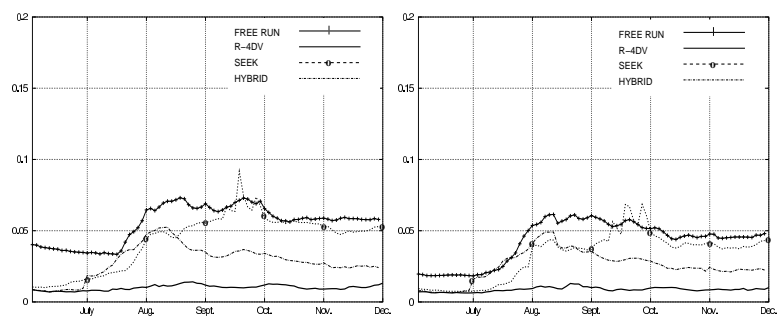 0.2
0.15
0.1
0.05
0
July
Aug.
Sept.
Oct.
Nov.
Dec.
FREE RUN
R-4DV
SEEK
HYBRID
0.2
0.15
0.1
0.05
0
July
Aug.
Sept.
Oct.
Nov.
Dec.
FREE RUN
R-4DV
SEEK
HYBRID